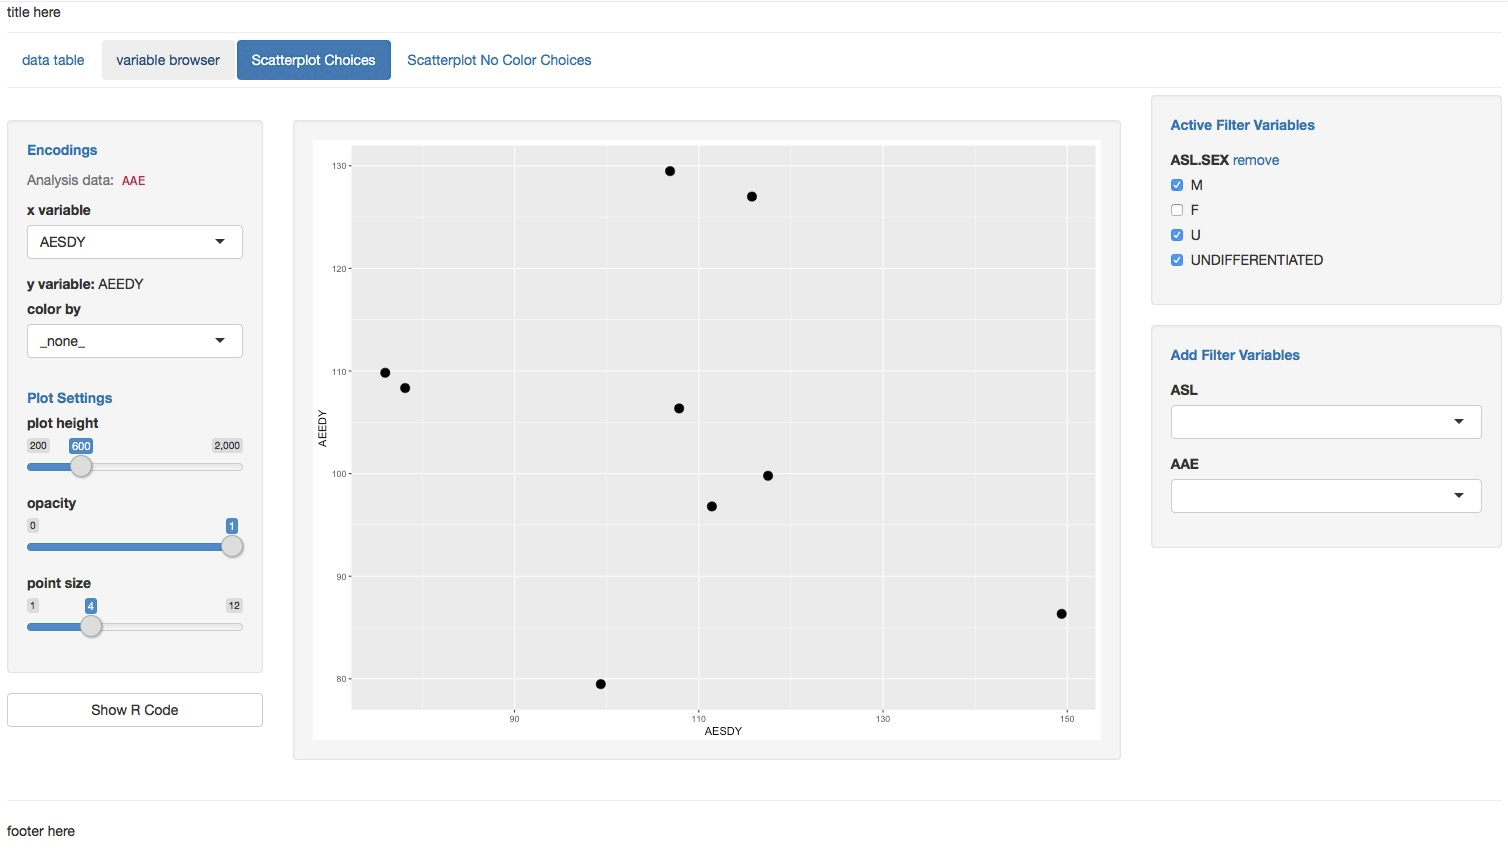 title here
data table variable browser Scatterplot Choices Scatterplot No Color Choices
Encodings
Analysis data: AAE
x variable
AESDY
y variable: AEEDY
color by
_none_
Plot Settings
plot height
200 600 2,000
opacity
0 1
point size
1 4 12
Show R Code
130
120
110
100
90
80
AEEDY
90 110 130 150
AESDY
Active Filter Variables
ASL.SEX remove
M
F
U
UNDIFFERENTIATED
Add Filter Variables
ASL
AAE
footer here